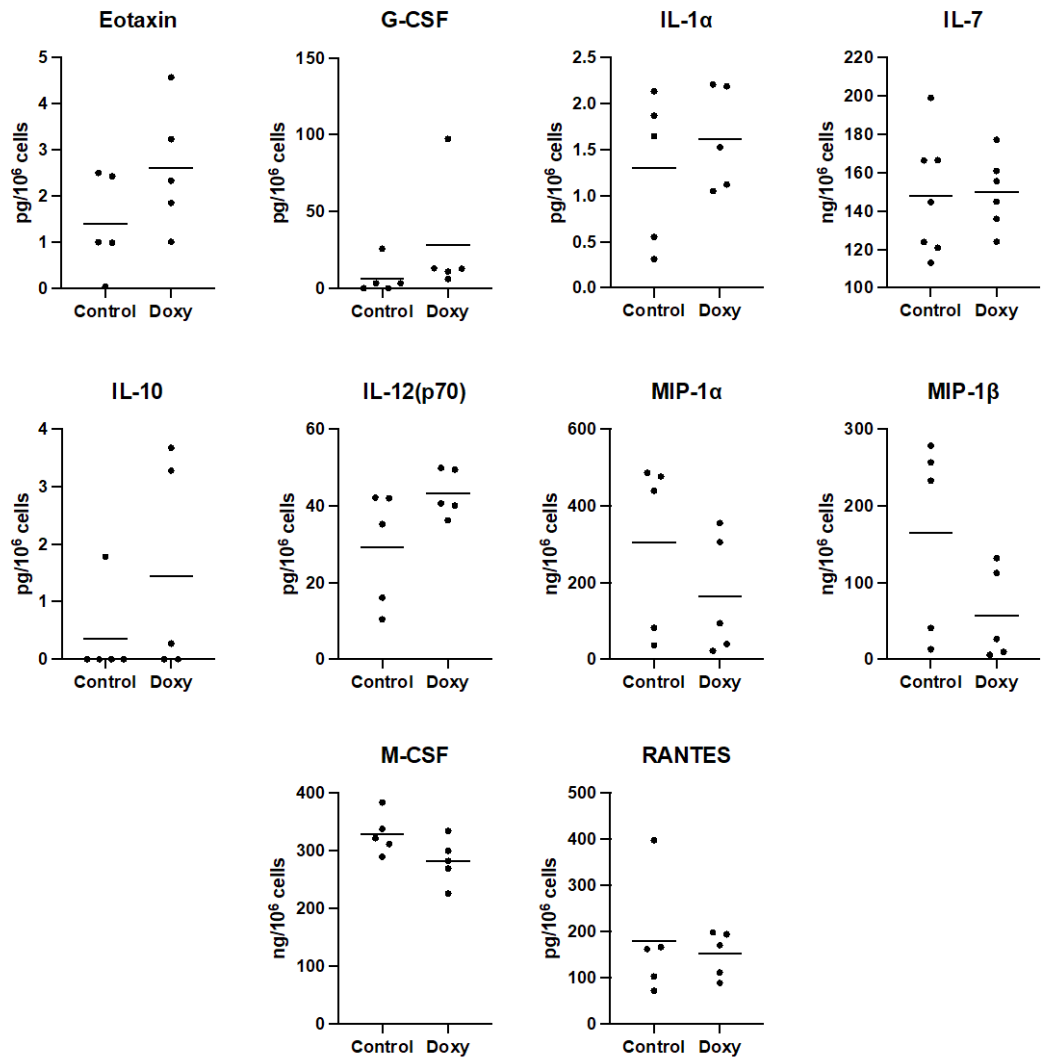 Eotaxin
pg/10⁶ cells
5
4
3
2
1
0
Control Doxy
G-CSF
pg/10⁶ cells
150
100
50
0
Control Doxy
IL-1α
pg/10⁶ cells
2.5
2.0
1.5
1.0
0.5
0.0
Control Doxy
IL-7
ng/10⁶ cells
220
200
180
160
140
120
100
Control Doxy
IL-10
pg/10⁶ cells
4
3
2
1
0
Control Doxy
IL-12(p70)
pg/10⁶ cells
60
40
20
0
Control Doxy
MIP-1α
ng/10⁶ cells
600
400
200
0
Control Doxy
MIP-1β
ng/10⁶ cells
300
200
100
0
Control Doxy
M-CSF
ng/10⁶ cells
400
300
200
100
0
Control Doxy
RANTES
pg/10⁶ cells
500
400
300
200
100
0
Control Doxy